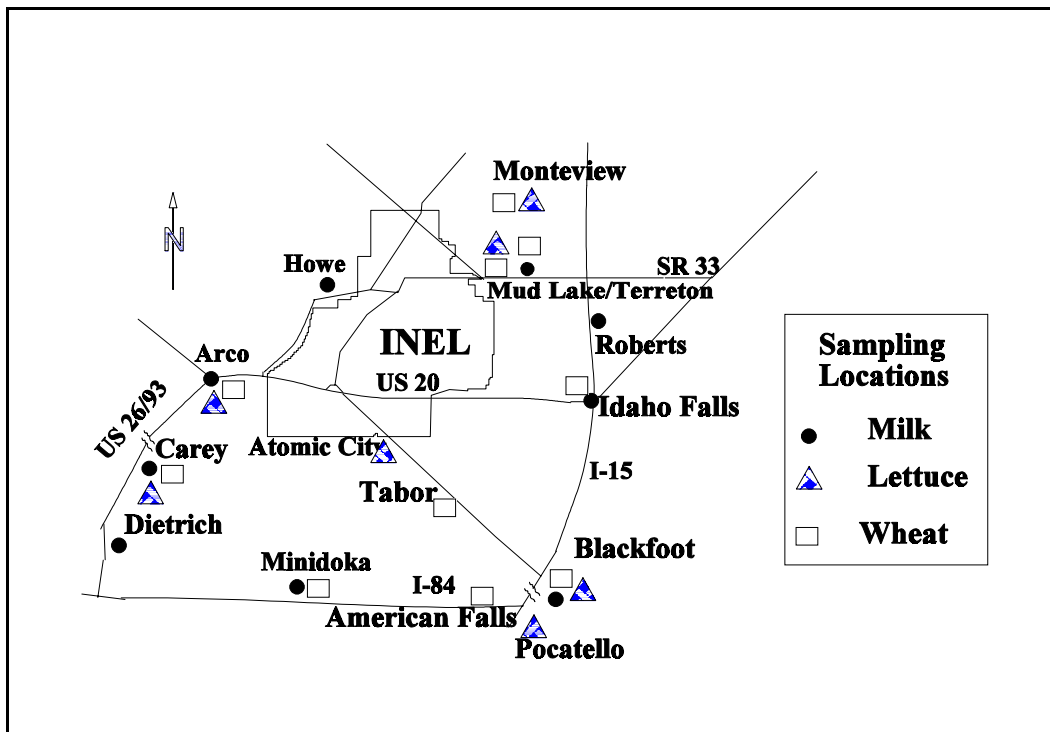 Monteview
N
Howe
SR 33
Mud Lake/Terreton
INEL
Roberts
Arco
US 20
Idaho Falls
US 26/93
Carey
Atomic City
I-15
Tabor
Dietrich
Blackfoot
Minidoka
I-84
American Falls
Pocatello
Sampling
Locations
Milk
Lettuce
Wheat